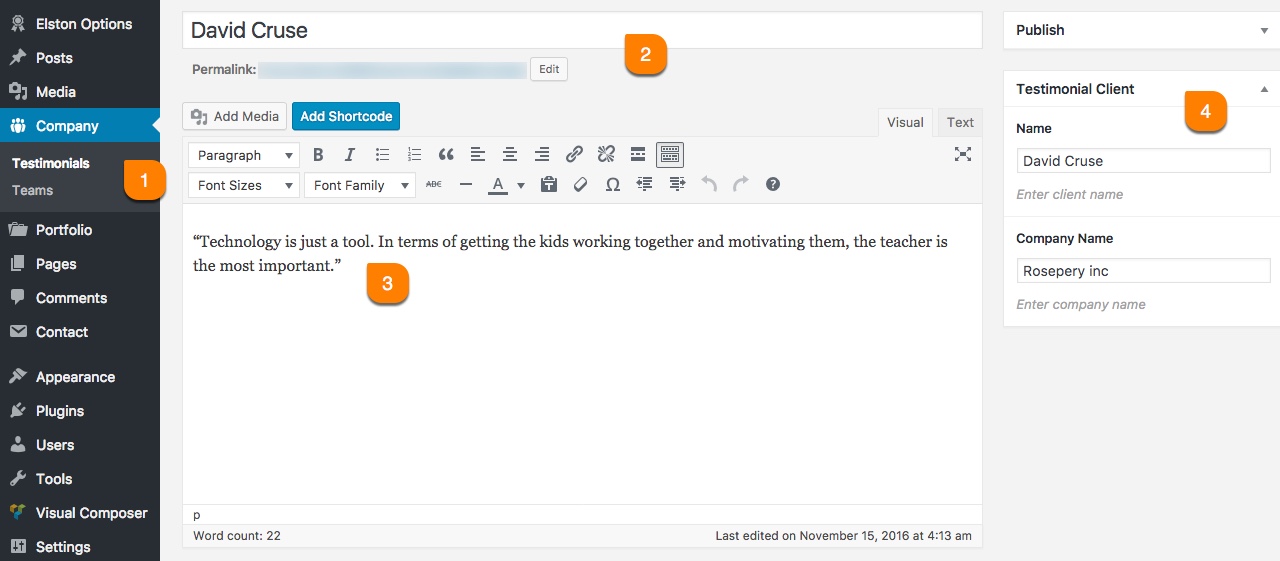 Elston Options
Posts
Media
Company
Testimonials
Teams
1
Portfolio
Pages
Comments
Contact
Appearance
Plugins
Users
Tools
Visual Composer
Settings
David Cruse
2
Permalink:
Edit
Add Media
Add Shortcode
Visual
Text
Paragraph
B
I
Font Sizes
Font Family
ABC
A
Ω
?
“Technology is just a tool. In terms of getting the kids working together and motivating them, the teacher is
the most important.”
3
p
Word count: 22
Last edited on November 15, 2016 at 4:13 am
Publish
Testimonial Client
4
Name
David Cruse
Enter client name
Company Name
Rosepery inc
Enter company name